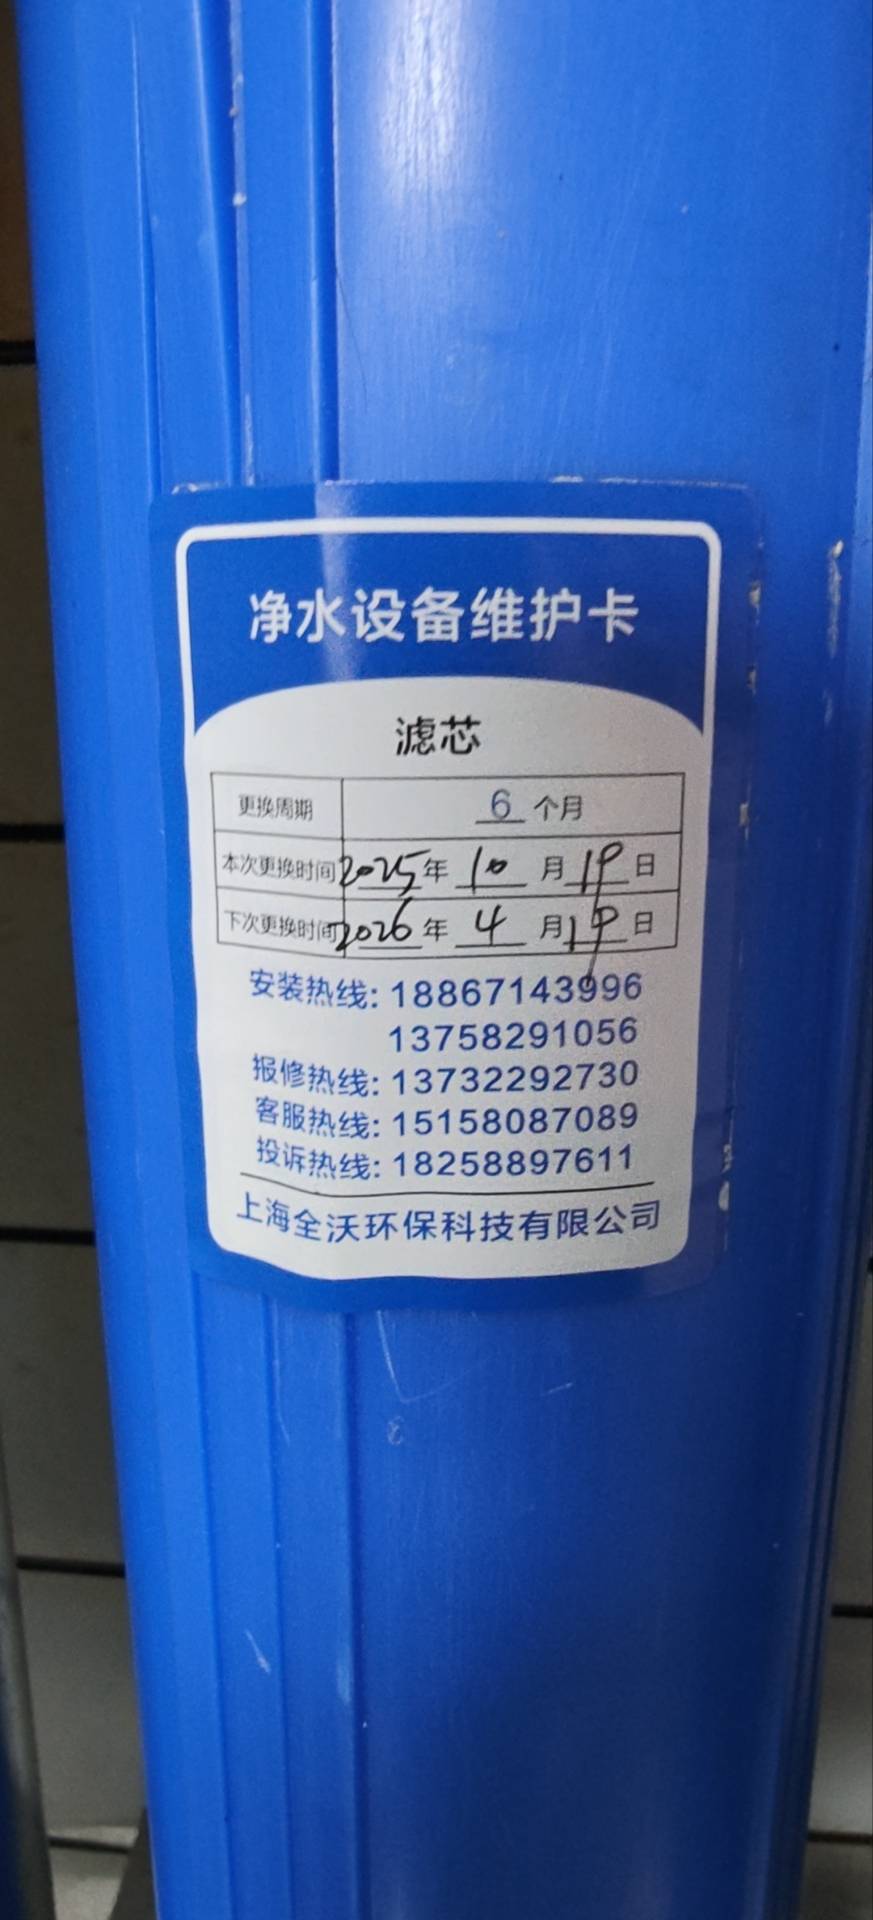 净水设备维护卡
滤芯
更换周期 6 个月
本次更换时间 2025 年 10 月 19 日
下次更换时间 2026 年 4 月 19 日
安装热线: 18867143996
13758291056
报修热线: 13732292730
客服热线: 15158087089
投诉热线: 18258897611
上海全沃环保科技有限公司